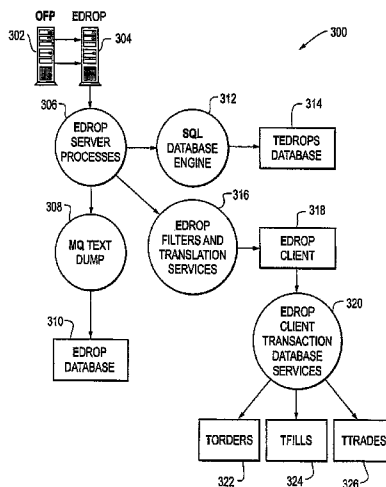 OFP EDROP
302
304
300
306
EDROP
SERVER
PROCESSES
312
SQL
DATABASE
ENGINE
314
TEDROPS
DATABASE
308
MQ TEXT
DUMP
316
EDROP
FILTERS AND
TRANSLATION
SERVICES
318
EDROP
CLIENT
310
EDROP
DATABASE
320
EDROP
CLIENT
TRANSACTION
DATABASE
SERVICES
TORDERS
TFILLS
TTRADES
322
324
326